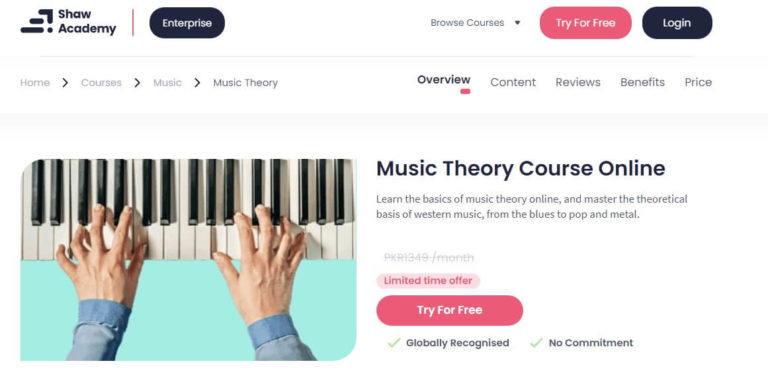 Shaw
Academy
Enterprise
Browse Courses
Try For Free
Login
Home
Courses
Music
Music Theory
Overview
Content
Reviews
Benefits
Price
Music Theory Course Online
Learn the basics of music theory online, and master the theoretical
basis of western music, from the blues to pop and metal.
PKR1349 /month
Limited time offer
Try For Free
Globally Recognised
No Commitment